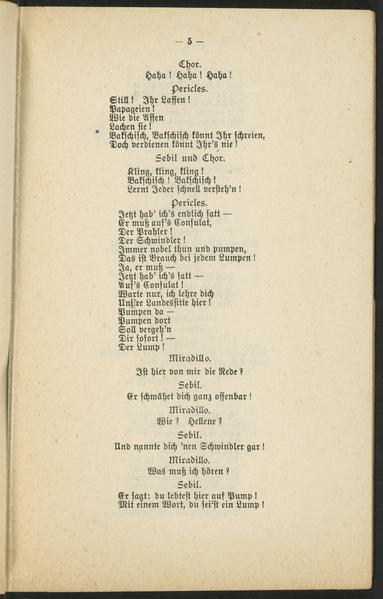 — 5 —
Chor.
Haha! Haha! Haha!
Pericles.
Still! Ihr Laffen!
Papageien!
Wie die Affen
Lachen sie!
Bakschisch, Bakschisch könnt Ihr schreien,
Doch verdienen könnt Ihr's nie!
Sebil und Chor.
Kling, kling, kling!
Bakschisch! Bakschisch!
Lernt Jeder schnell versteh'n!
Pericles.
Jetzt hab' ich's endlich satt —
Er muß auf's Consulat,
Der Prahler!
Der Schwindler!
Immer nobel thun und pumpen,
Das ist Brauch bei jedem Lumpen!
Ja, er muß —
Jetzt hab' ich's satt —
Auf's Consulat!
Warte nur, ich lehre dich
Uns're Landessitte hier!
Pumpen da —
Pumpen dort
Soll vergeh'n
Dir sofort! —
Der Lump!
Miradillo.
Ist hier von mir die Rede?
Sebil.
Er schmähet dich ganz offenbar!
Miradillo.
Wie? Hellene?
Sebil.
Und nannte dich 'nen Schwindler gar!
Miradillo.
Was muß ich hören?
Sebil.
Er sagt: du lebtest hier auf Pump!
Mit einem Wort, du sei'st ein Lump!